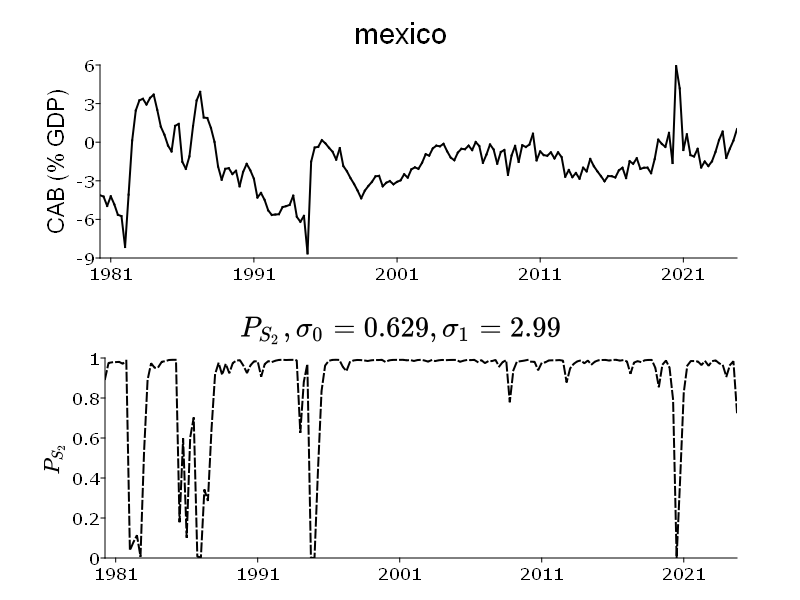 mexico
CAB (% GDP)
6
3
0
-3
-6
-9
1981 1991 2001 2011 2021
P_{S_2}, σ_0 = 0.629, σ_1 = 2.99
P_{S_2}
1
0.8
0.6
0.4
0.2
0
1981 1991 2001 2011 2021